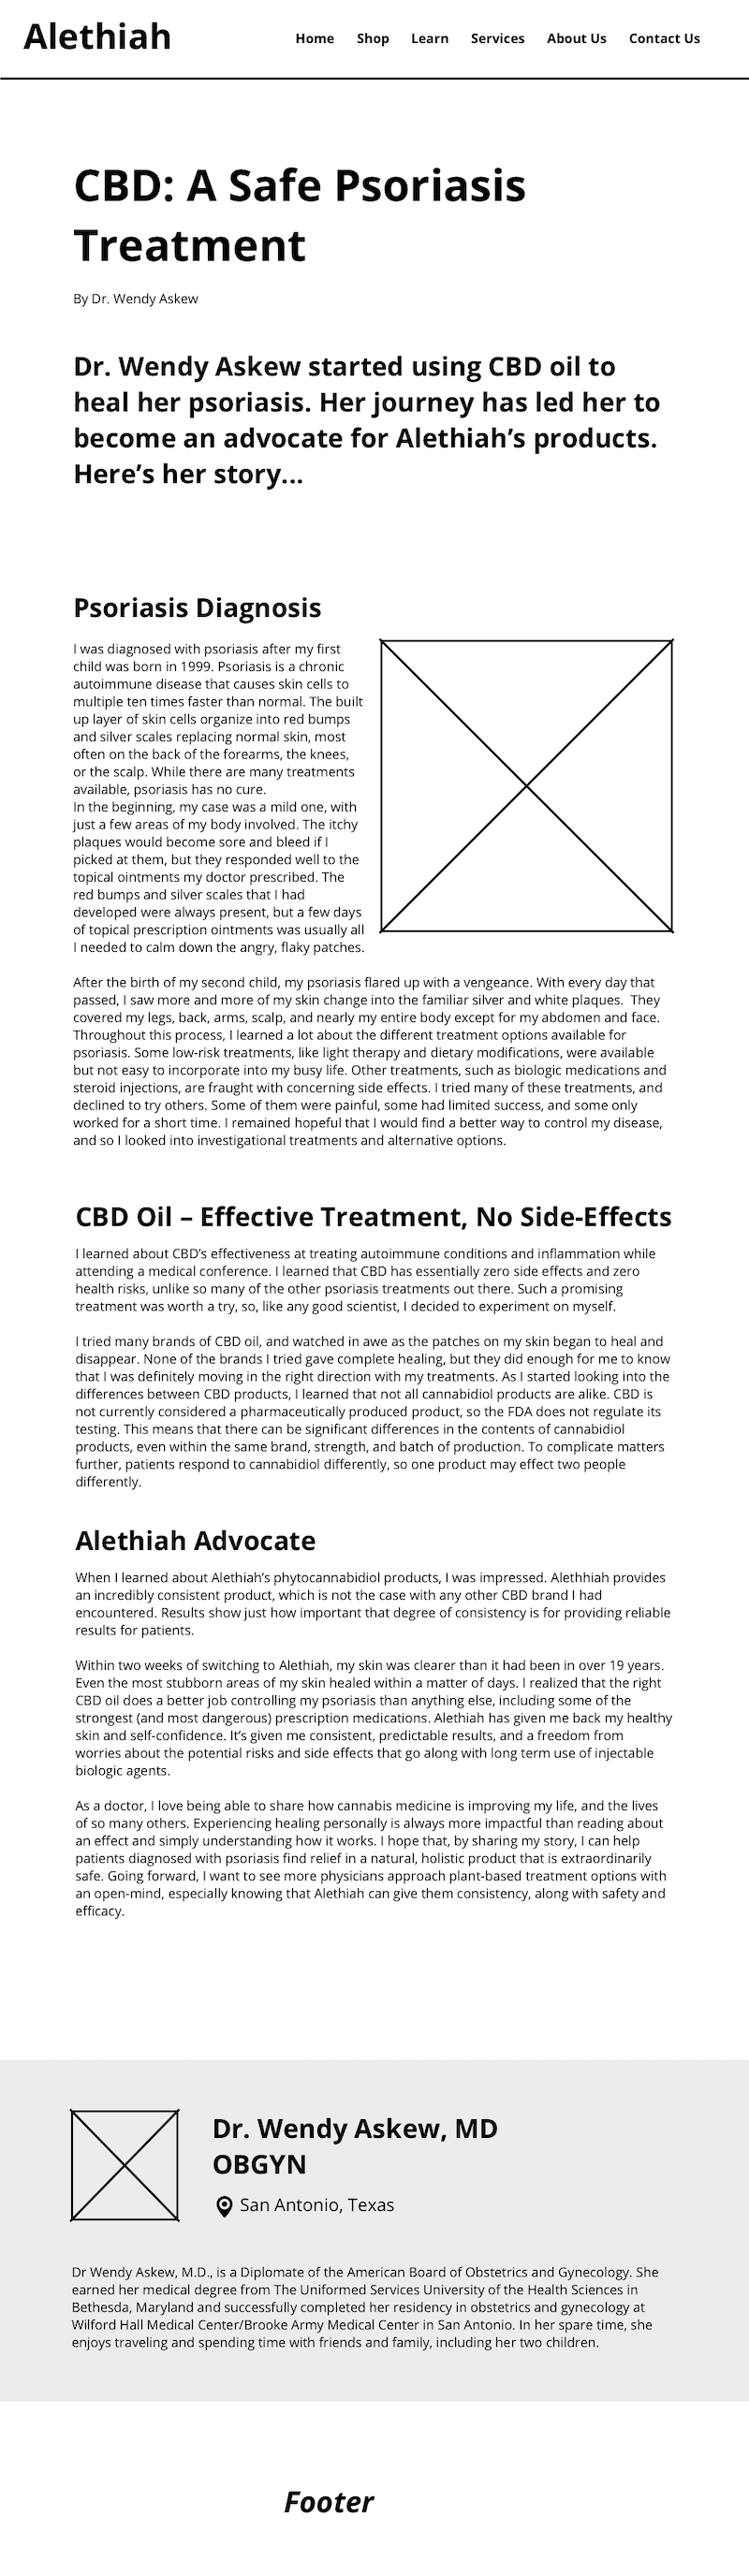 Alethiah
Home Shop Learn Services About Us Contact Us
CBD: A Safe Psoriasis
Treatment
By Dr. Wendy Askew
Dr. Wendy Askew started using CBD oil to
heal her psoriasis. Her journey has led her to
become an advocate for Alethiah’s products.
Here’s her story...
Psoriasis Diagnosis
I was diagnosed with psoriasis after my first
child was born in 1999. Psoriasis is a chronic
autoimmune disease that causes skin cells to
multiple ten times faster than normal. The built
up layer of skin cells organize into red bumps
and silver scales replacing normal skin, most
often on the back of the forearms, the knees,
or the scalp. While there are many treatments
available, psoriasis has no cure.
In the beginning, my case was a mild one, with
just a few areas of my body involved. The itchy
plaques would become sore and bleed if I
picked at them, but they responded well to the
topical ointments my doctor prescribed. The
red bumps and silver scales that I had
developed were always present, but a few days
of topical prescription ointments was usually all
I needed to calm down the angry, flaky patches.
After the birth of my second child, my psoriasis flared up with a vengeance. With every day that
passed, I saw more and more of my skin change into the familiar silver and white plaques.  They
covered my legs, back, arms, scalp, and nearly my entire body except for my abdomen and face.
Throughout this process, I learned a lot about the different treatment options available for
psoriasis. Some low-risk treatments, like light therapy and dietary modifications, were available
but not easy to incorporate into my busy life. Other treatments, such as biologic medications and
steroid injections, are fraught with concerning side effects. I tried many of these treatments, and
declined to try others. Some of them were painful, some had limited success, and some only
worked for a short time. I remained hopeful that I would find a better way to control my disease,
and so I looked into investigational treatments and alternative options.
CBD Oil – Effective Treatment, No Side-Effects
I learned about CBD’s effectiveness at treating autoimmune conditions and inflammation while
attending a medical conference. I learned that CBD has essentially zero side effects and zero
health risks, unlike so many of the other psoriasis treatments out there. Such a promising
treatment was worth a try, so, like any good scientist, I decided to experiment on myself.
I tried many brands of CBD oil, and watched in awe as the patches on my skin began to heal and
disappear. None of the brands I tried gave complete healing, but they did enough for me to know
that I was definitely moving in the right direction with my treatments. As I started looking into the
differences between CBD products, I learned that not all cannabidiol products are alike. CBD is
not currently considered a pharmaceutically produced product, so the FDA does not regulate its
testing. This means that there can be significant differences in the contents of cannabidiol
products, even within the same brand, strength, and batch of production. To complicate matters
further, patients respond to cannabidiol differently, so one product may effect two people
differently.
Alethiah Advocate
When I learned about Alethiah’s phytocannabidiol products, I was impressed. Alethhiah provides
an incredibly consistent product, which is not the case with any other CBD brand I had
encountered. Results show just how important that degree of consistency is for providing reliable
results for patients.
Within two weeks of switching to Alethiah, my skin was clearer than it had been in over 19 years.
Even the most stubborn areas of my skin healed within a matter of days. I realized that the right
CBD oil does a better job controlling my psoriasis than anything else, including some of the
strongest (and most dangerous) prescription medications. Alethiah has given me back my healthy
skin and self-confidence. It’s given me consistent, predictable results, and a freedom from
worries about the potential risks and side effects that go along with long term use of injectable
biologic agents.
As a doctor, I love being able to share how cannabis medicine is improving my life, and the lives
of so many others. Experiencing healing personally is always more impactful than reading about
an effect and simply understanding how it works. I hope that, by sharing my story, I can help
patients diagnosed with psoriasis find relief in a natural, holistic product that is extraordinarily
safe. Going forward, I want to see more physicians approach plant-based treatment options with
an open-mind, especially knowing that Alethiah can give them consistency, along with safety and
efficacy.
Dr. Wendy Askew, MD
OBGYN
San Antonio, Texas
Dr Wendy Askew, M.D., is a Diplomate of the American Board of Obstetrics and Gynecology. She
earned her medical degree from The Uniformed Services University of the Health Sciences in
Bethesda, Maryland and successfully completed her residency in obstetrics and gynecology at
Wilford Hall Medical Center/Brooke Army Medical Center in San Antonio. In her spare time, she
enjoys traveling and spending time with friends and family, including her two children.
Footer